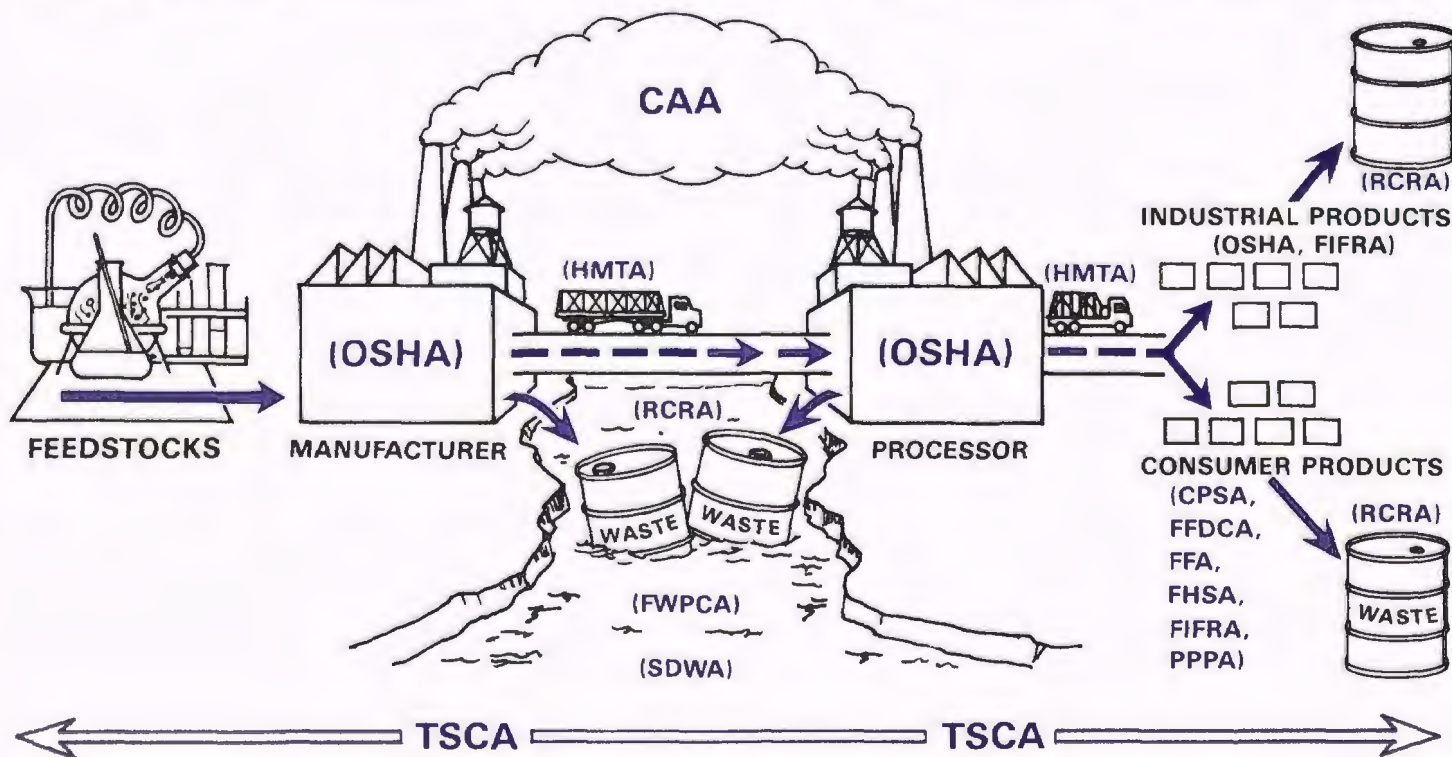 CAA
(RCRA)
INDUSTRIAL PRODUCTS
(OSHA, FIFRA)
(HMTA)
(HMTA)
(OSHA)
(OSHA)
FEEDSTOCKS
MANUFACTURER
(RCRA)
PROCESSOR
WASTE
WASTE
CONSUMER PRODUCTS
(CPSA,
FFDCA,
FFA,
FHSA,
FIFRA,
PPPA)
(RCRA)
WASTE
(FWPCA)
(SDWA)
TSCA
TSCA